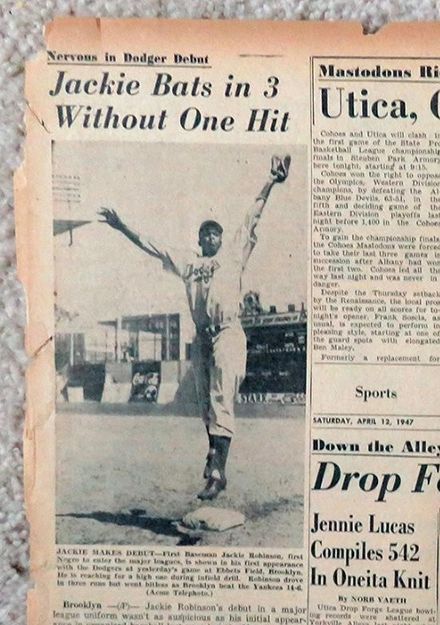 Nervous in Dodger Debut
Jackie Bats in 3
Without One Hit
Dodgers
STARK
JACKIE MAKES DEBUT—First Baseman Jackie Robinson, first
Negro to enter the major leagues, is shown in his first appearance
with the Dodgers at yesterday's game at Ebbets Field, Brooklyn.
He is reaching for a high one during infield drill. Robinson drove
in three runs but went hitless as Brooklyn beat the Yankees 14-6.
(Acme Telephoto.)
Brooklyn —(AP)— Jackie Robinson's debut in a major
league uniform wasn't as auspicious as his initial appear-
Mastodons Ri
Utica, C
Cohoes and Utica will clash in
the first game of the State Pro
Basketball League championship
finals in Steuben Park Armory
here tonight, starting at 9:15.
Cohoes won the right to oppose
the Olympics, Western Division
champions, by defeating the Al
bany Blue Devils, 63-51, in the
fifth and deciding game of the
Eastern Division playoffs last
night before 1,400 in the Cohoes
Armory.
To gain the championship finals
the Cohoes Mastodons were forced
to take their last three games in
succession after Albany had won
the first two. Cohoes led all the
way last night and was never in
danger.
Despite the Thursday setback
by the Renaissance, the local pros
will be ready on all scores for to-
night's opener. Frank Boscia, as
usual, is expected to perform in
pleasing style, starting at one of
the guard spots with elongated
Ben Maley.
Formerly a replacement for
Sports
SATURDAY, APRIL 12, 1947
Down the Alley
Drop Fo
Jennie Lucas
Compiles 542
In Oneita Knit
By NORB YAETH
Utica Drop Forge League bowl-
ing records were shattered at